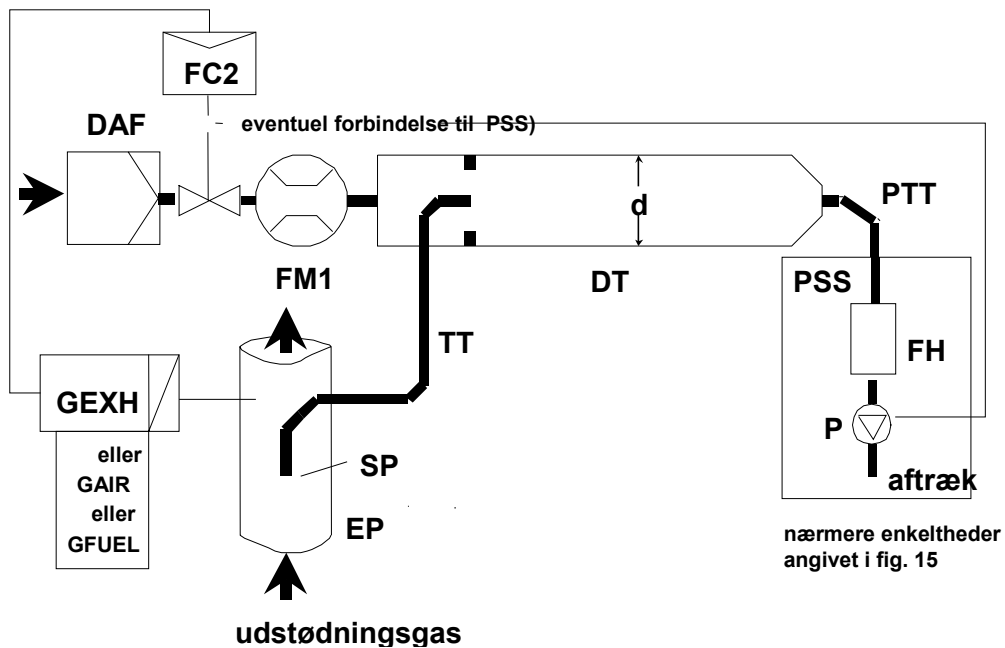 FC2
DAF
eventuel forbindelse til PSS)
d
PTT
FM1
DT
PSS
TT
FH
GEXH
P
eller
GAIR
eller
GFUEL
SP
aftræk
EP
nærmere enkeltheder
angivet i fig. 15
udstødningsgas